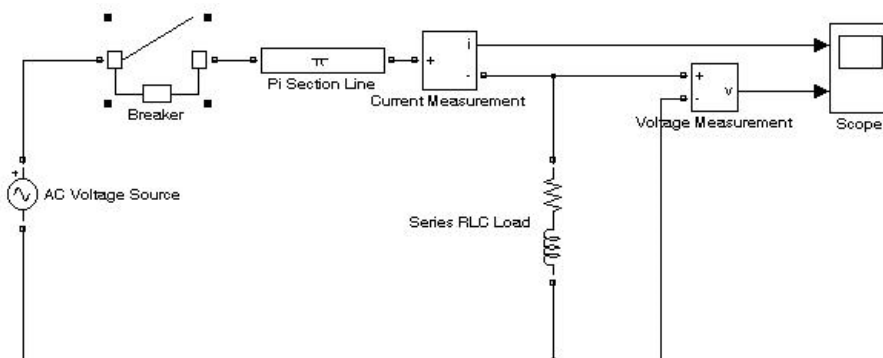 i
+
-
π
Pi Section Line
Current Measurement
Breaker
+
-
v
Voltage Measurement
Scope
+
AC Voltage Source
Series RLC Load